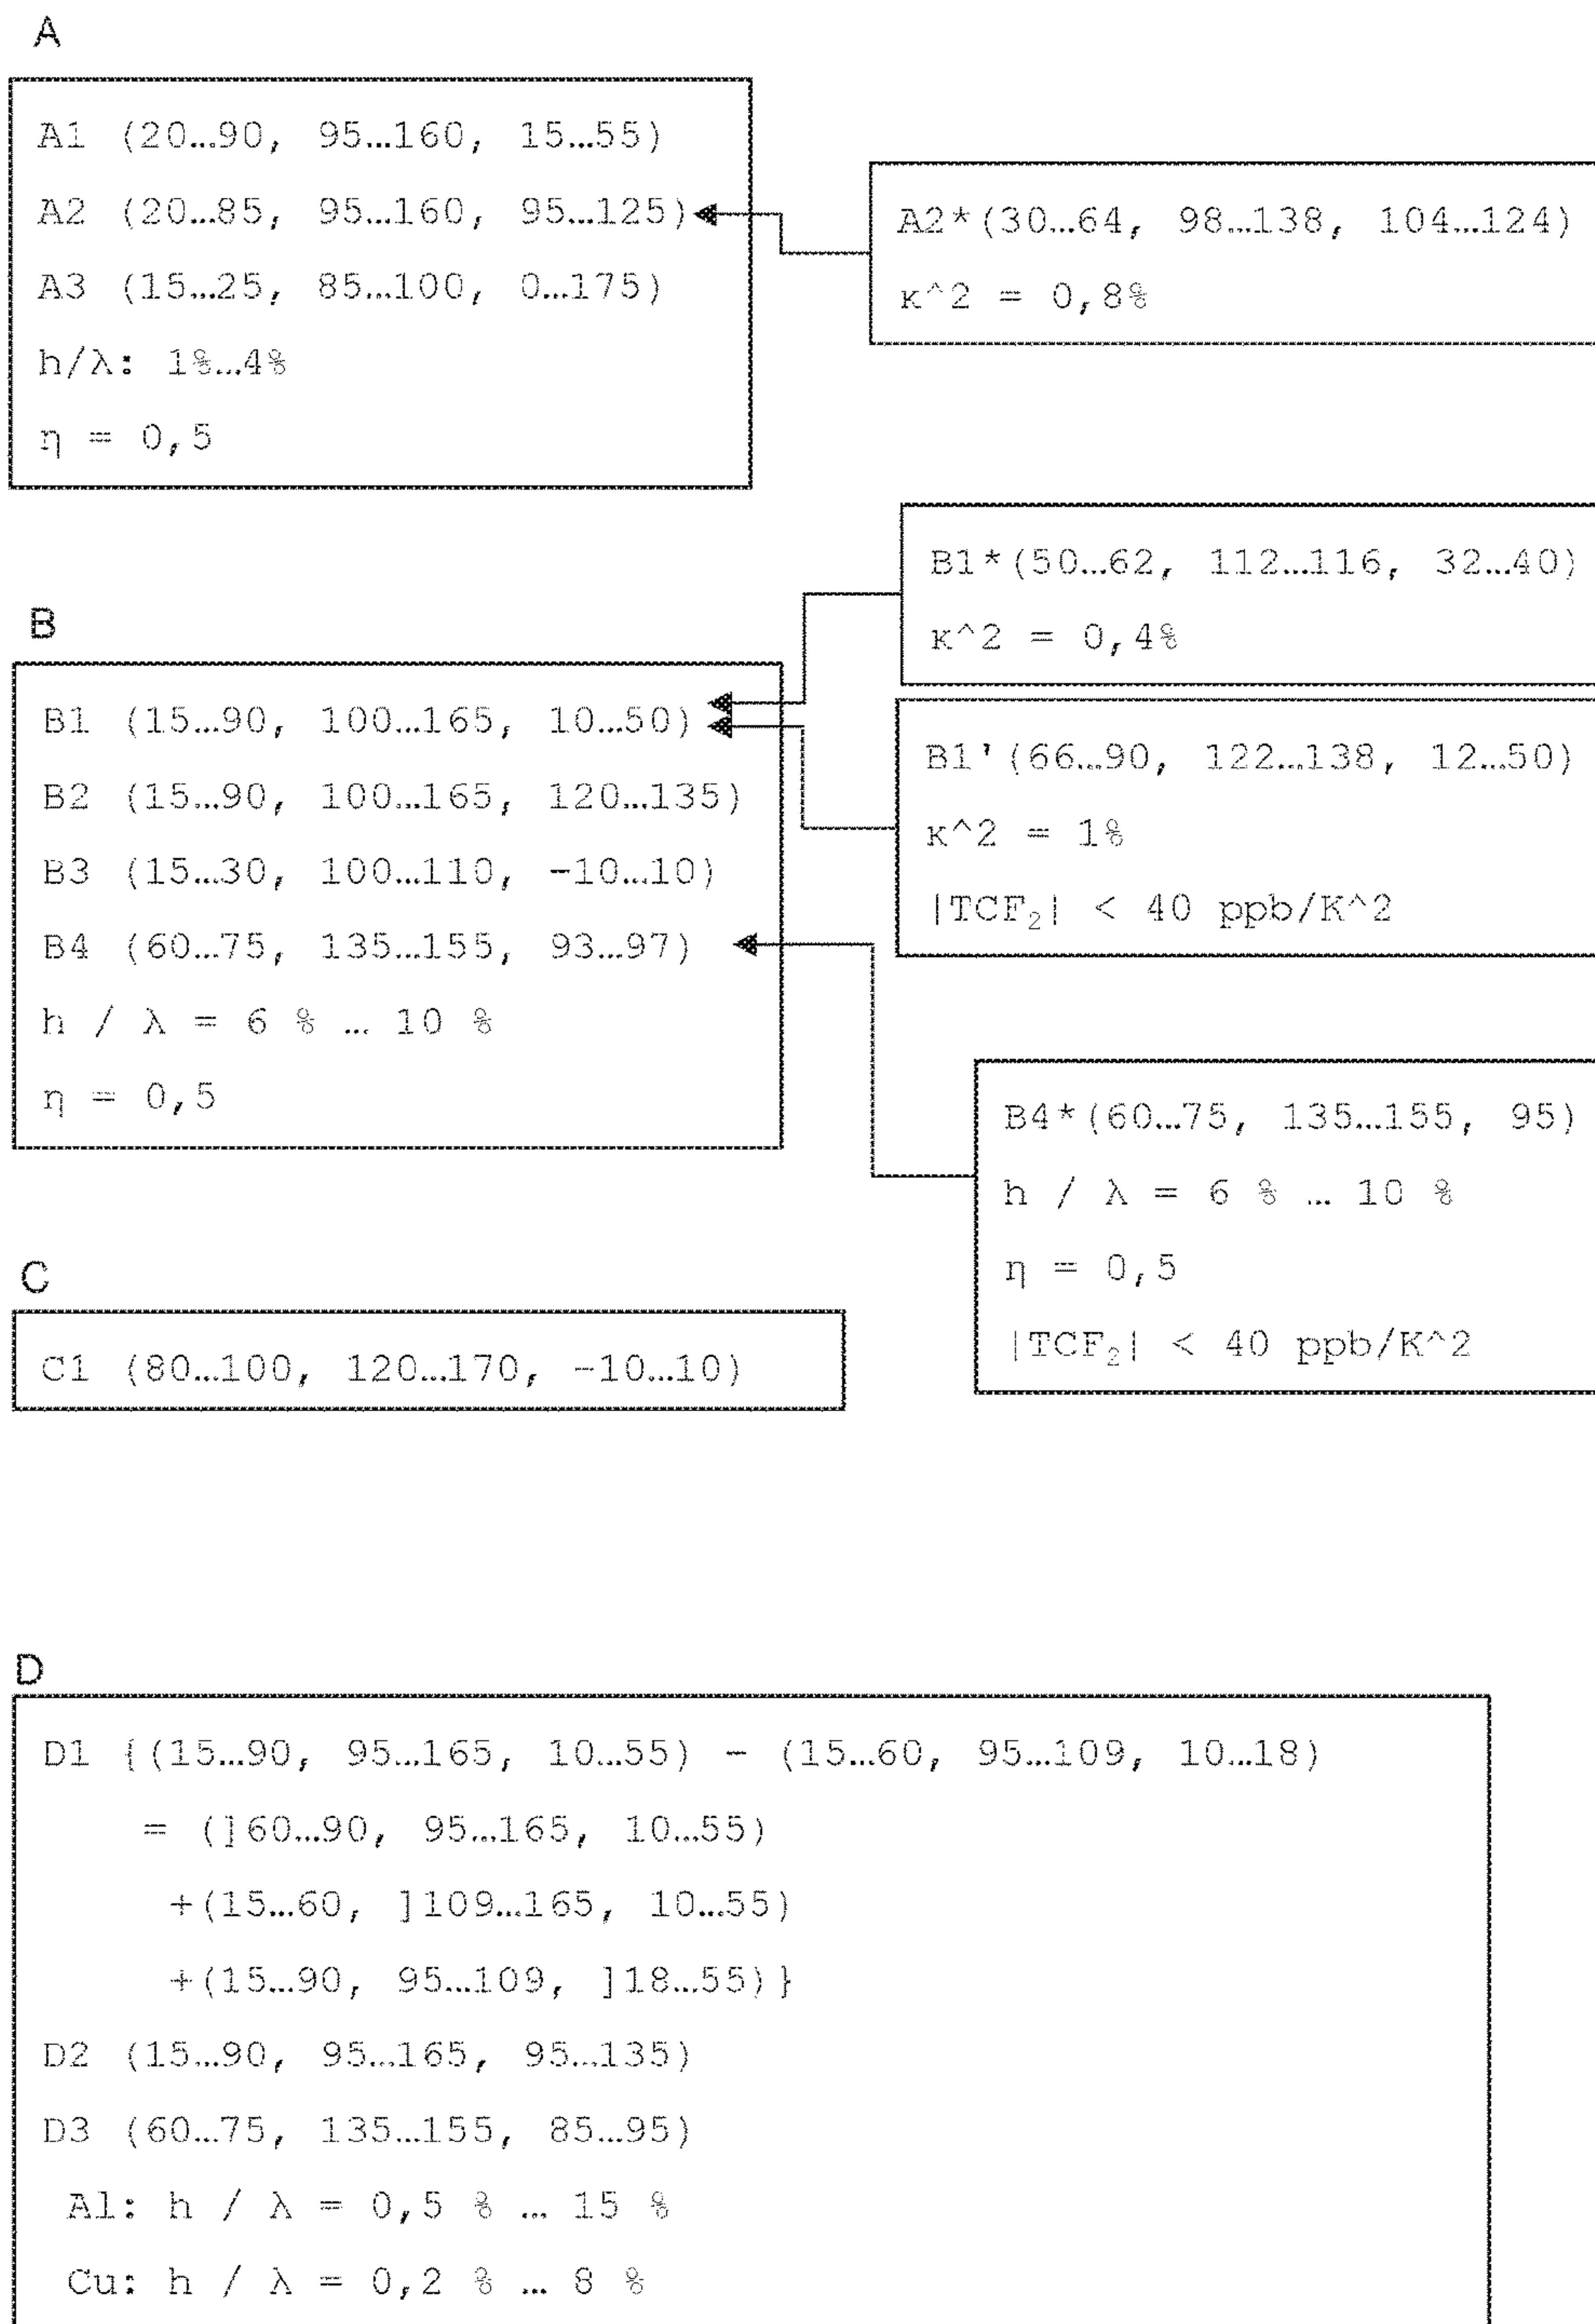 A
A1 (20…90, 95…160, 15…55)
A2 (20…85, 95…160, 95…125)
A3 (15…25, 85…100, 0…175)
h/λ: 1%…4%
η = 0,5
A2*(30…64, 98…138, 104…124)
κ^2 = 0,8%
B
B1 (15…90, 100…165, 10…50)
B2 (15…90, 100…165, 120…135)
B3 (15…30, 100…110, -10…10)
B4 (60…75, 135…155, 93…97)
h / λ = 6 % … 10 %
η = 0,5
B1*(50…62, 112…116, 32…40)
κ^2 = 0,4%
B1'(66…90, 122…138, 12…50)
κ^2 = 1%
|TCF₂| < 40 ppb/K^2
B4*(60…75, 135…155, 95)
h / λ = 6 % … 10 %
η = 0,5
|TCF₂| < 40 ppb/K^2
C
C1 (80…100, 120…170, -10…10)
D
D1 {(15…90, 95…165, 10…55) - (15…60, 95…109, 10…18)
= (]60…90, 95…165, 10…55)
+(15…60, ]109…165, 10…55)
+(15…90, 95…109, ]18…55)}
D2 (15…90, 95…165, 95…135)
D3 (60…75, 135…155, 85…95)
Al: h / λ = 0,5 % … 15 %
Cu: h / λ = 0,2 % … 8 %